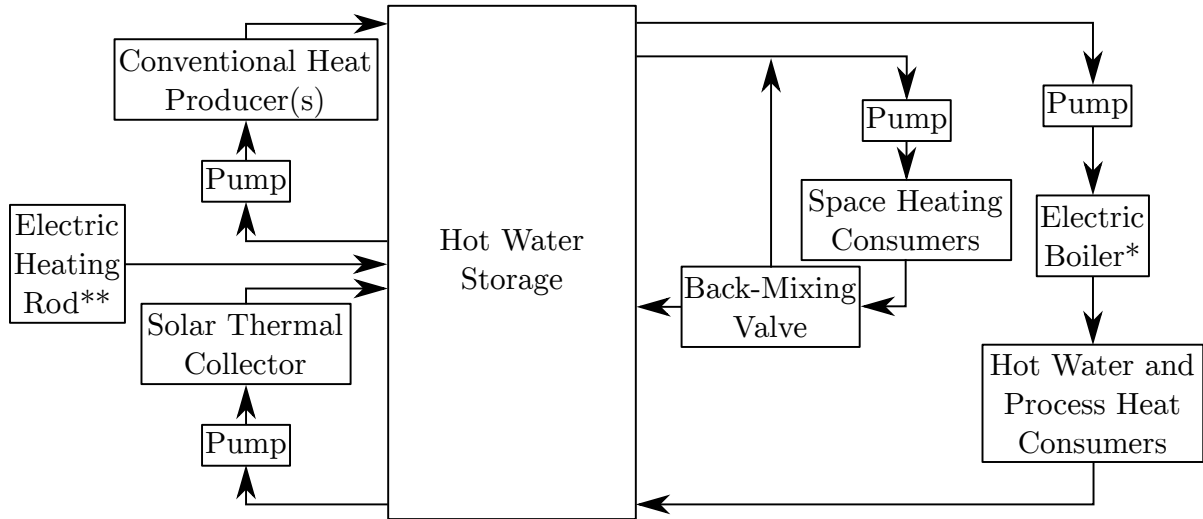 Conventional Heat
Producer(s)
Pump
Electric
Heating
Rod**
Solar Thermal
Collector
Pump
Hot Water
Storage
Pump
Space Heating
Consumers
Back-Mixing
Valve
Pump
Electric
Boiler*
Hot Water and
Process Heat
Consumers